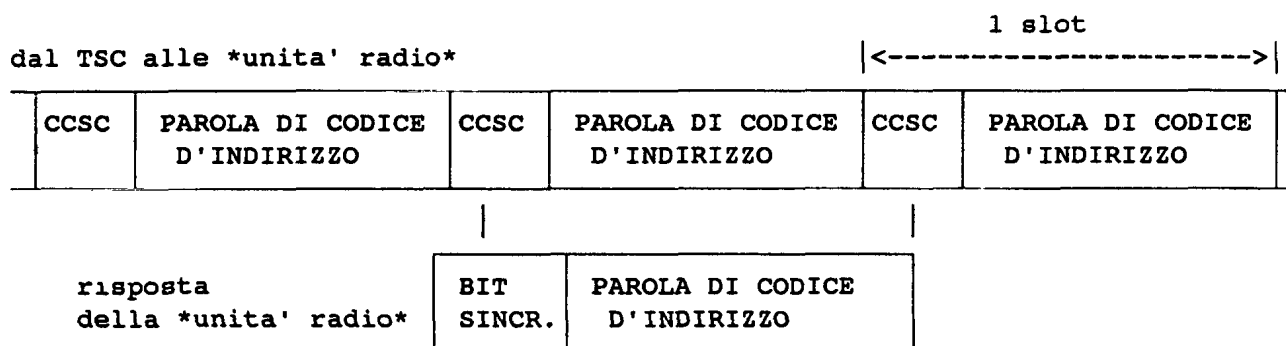 1 slot
dal TSC alle *unita' radio* |<----------------------->|
CCSC PAROLA DI CODICE CCSC PAROLA DI CODICE CCSC PAROLA DI CODICE
D'INDIRIZZO D'INDIRIZZO D'INDIRIZZO
risposta BIT PAROLA DI CODICE
della *unita' radio* SINCR. D'INDIRIZZO